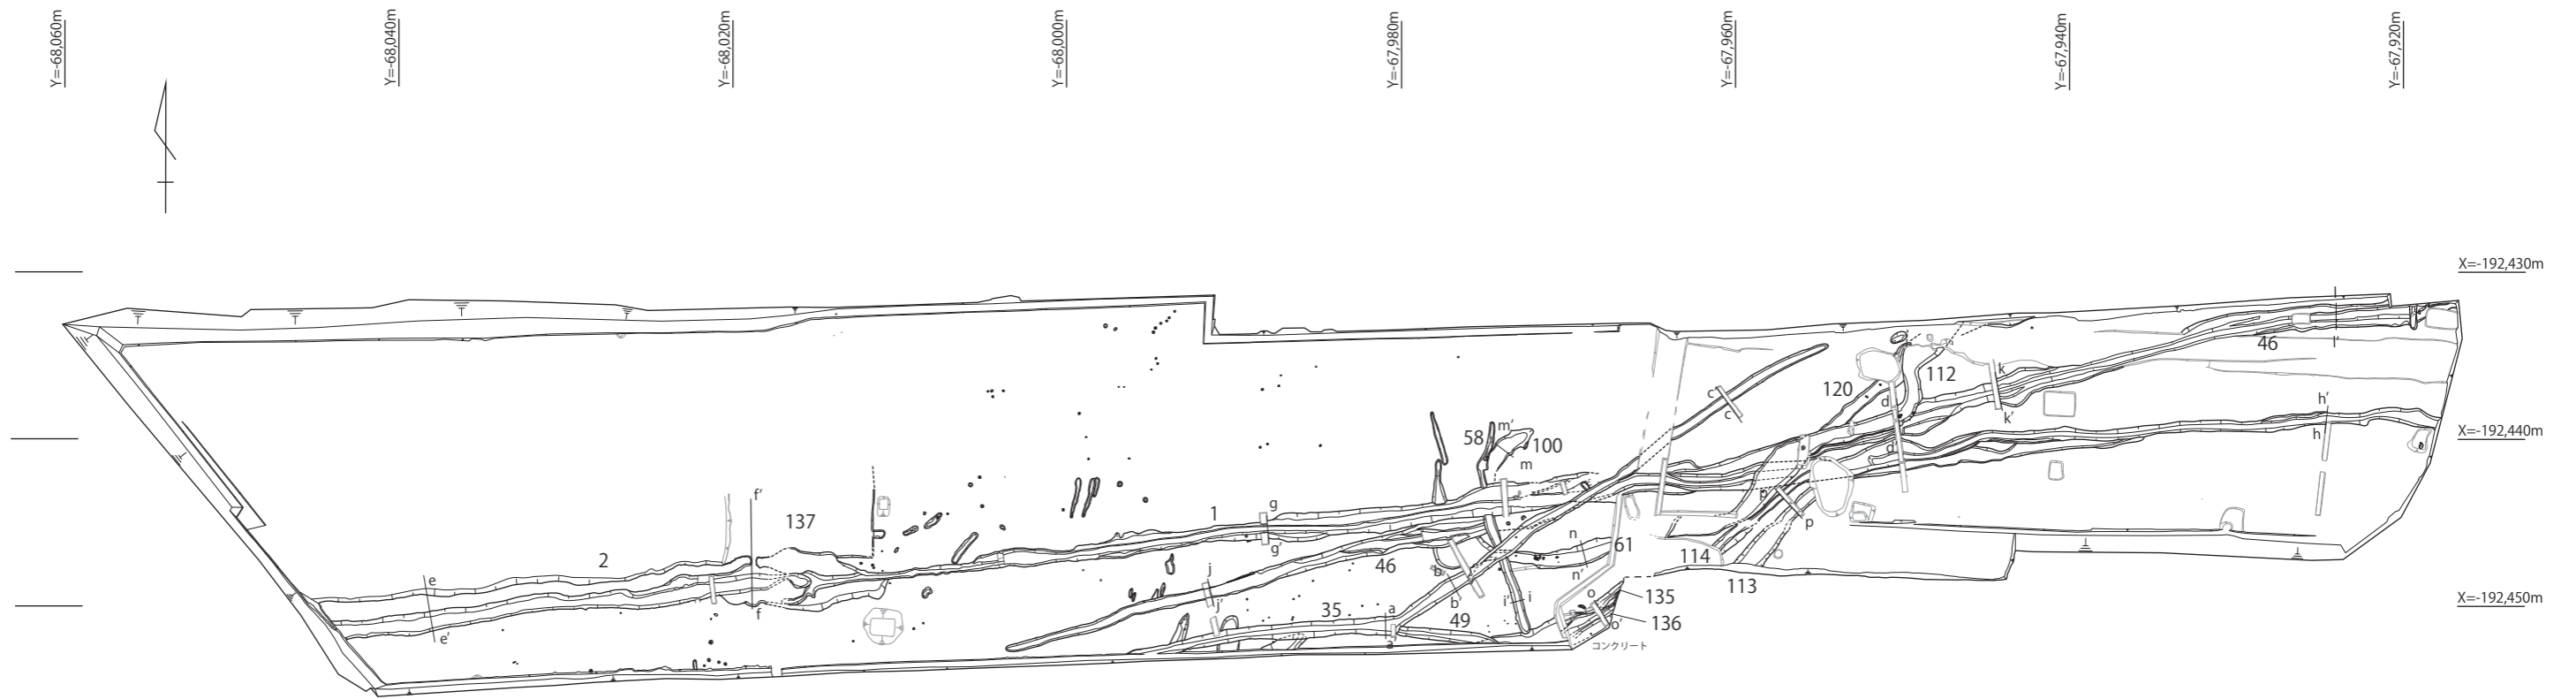 Y=-68,060m
Y=-68,040m
Y=-68,020m
Y=-68,000m
Y=-67,980m
Y=-67,960m
Y=-67,940m
Y=-67,920m
X=-192,430m
X=-192,440m
X=-192,450m
l
46
l'
k
112
120
d
k'
c'
c
h'
h
58
m'
100
m
d'
p'
p
g
1
g'
f'
137
n
61
n'
114
113
2
e
e'
f
46
j
j'
b'
b
35
a
a'
49
i'
i
o
o'
135
136
コンクリート